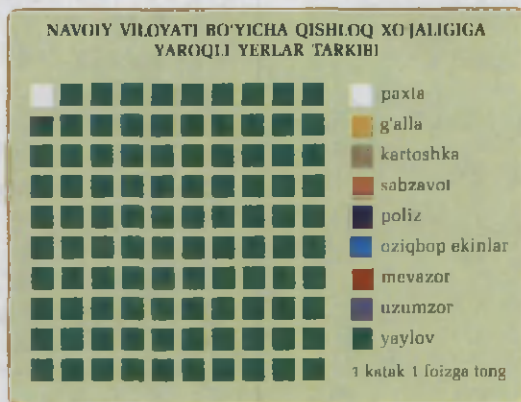 NAVOIY VILOYATI BO'YICHA QISHLOQ XO'JALIGIGA
YAROQLI YERLAR TARKIBI
paxta
g'alla
kartoshka
sabzavot
poliz
oziqbop ekinlar
mevazor
uzumzor
yaylov
1 katak 1 foizga teng